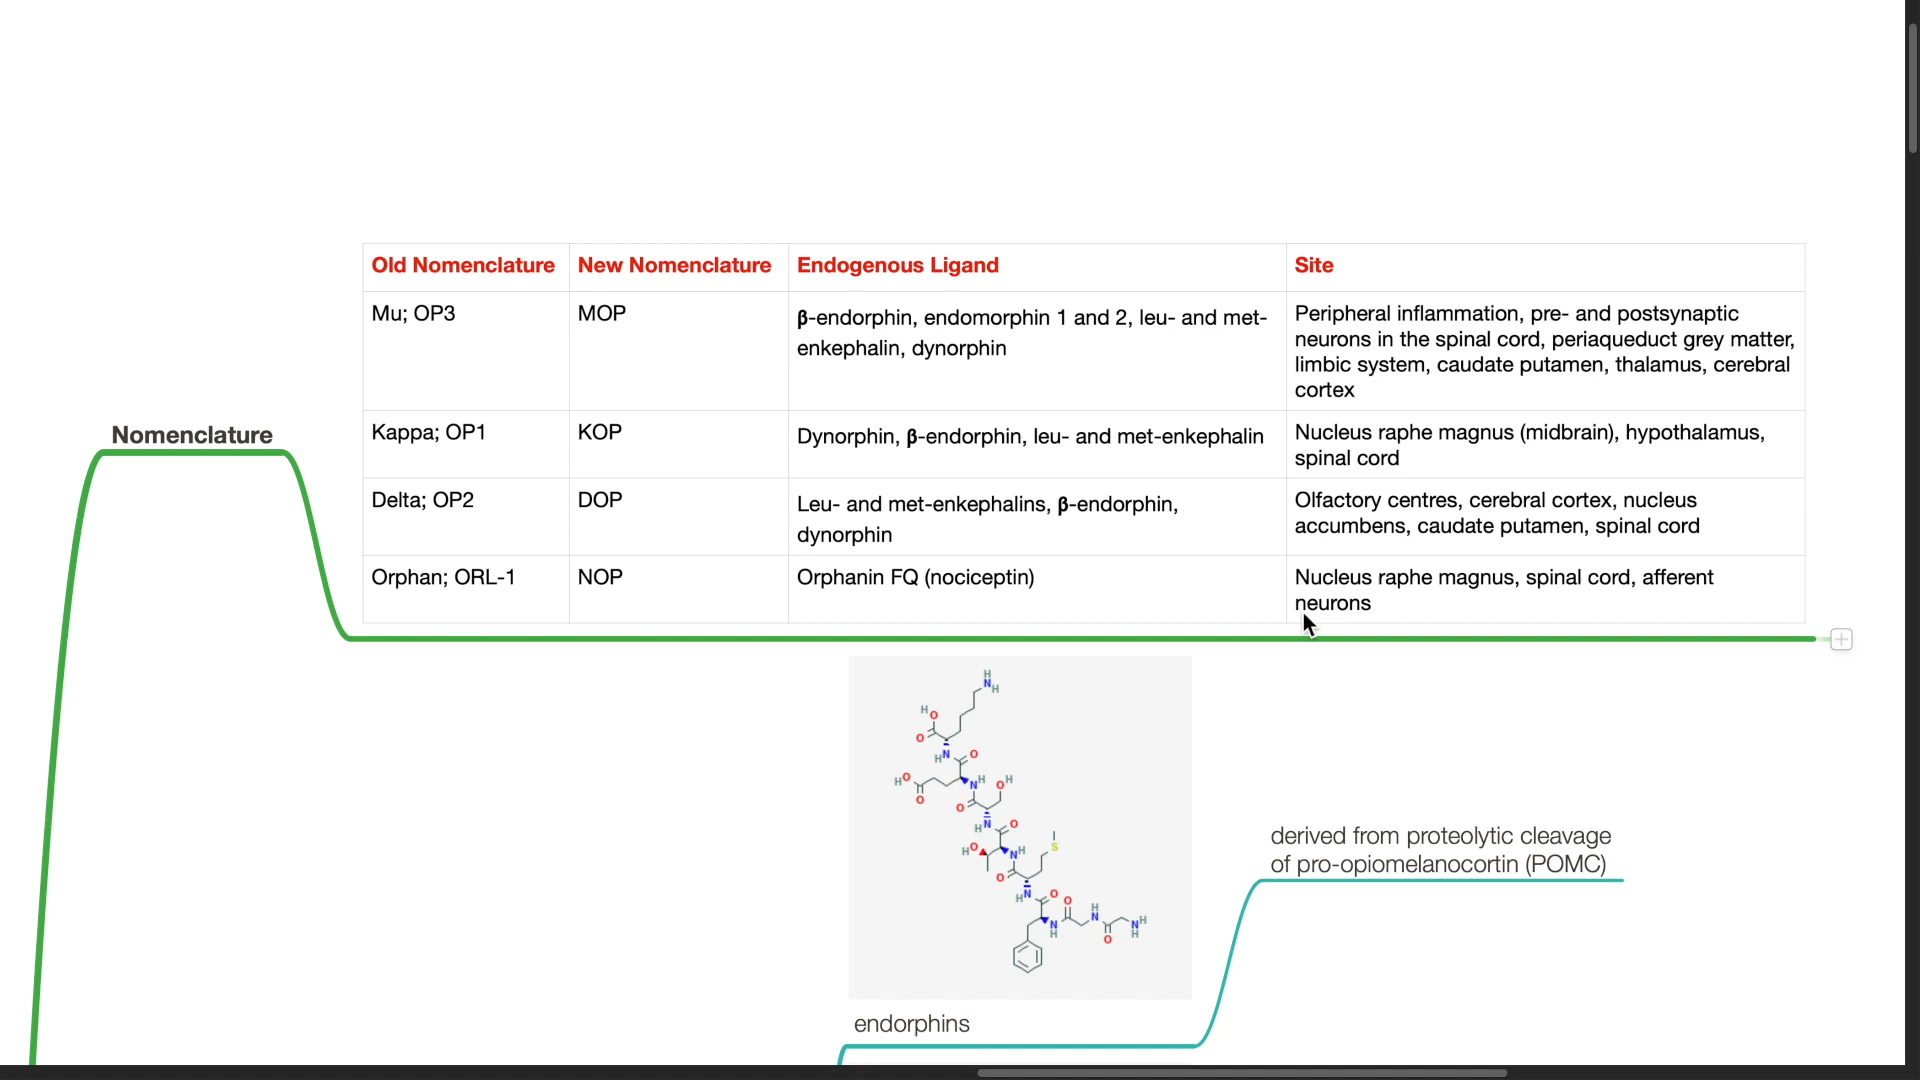 Old Nomenclature
New Nomenclature
Endogenous Ligand
Site
Mu; OP3
MOP
β-endorphin, endomorphin 1 and 2, leu- and met-
enkephalin, dynorphin
Peripheral inflammation, pre- and postsynaptic
neurons in the spinal cord, periaqueduct grey matter,
limbic system, caudate putamen, thalamus, cerebral
cortex
Nomenclature
Kappa; OP1
KOP
Dynorphin, β-endorphin, leu- and met-enkephalin
Nucleus raphe magnus (midbrain), hypothalamus,
spinal cord
Delta; OP2
DOP
Leu- and met-enkephalins, β-endorphin,
dynorphin
Olfactory centres, cerebral cortex, nucleus
accumbens, caudate putamen, spinal cord
Orphan; ORL-1
NOP
Orphanin FQ (nociceptin)
Nucleus raphe magnus, spinal cord, afferent
neurons
H
N
H
H
O
O
H
N
O
H
O
O
N
H
O
H
O
H
N
O
H
O
N
H
S
O
H
N
O
O
N
H
H
N
O
N
H
H
derived from proteolytic cleavage
of pro-opiomelanocortin (POMC)
endorphins